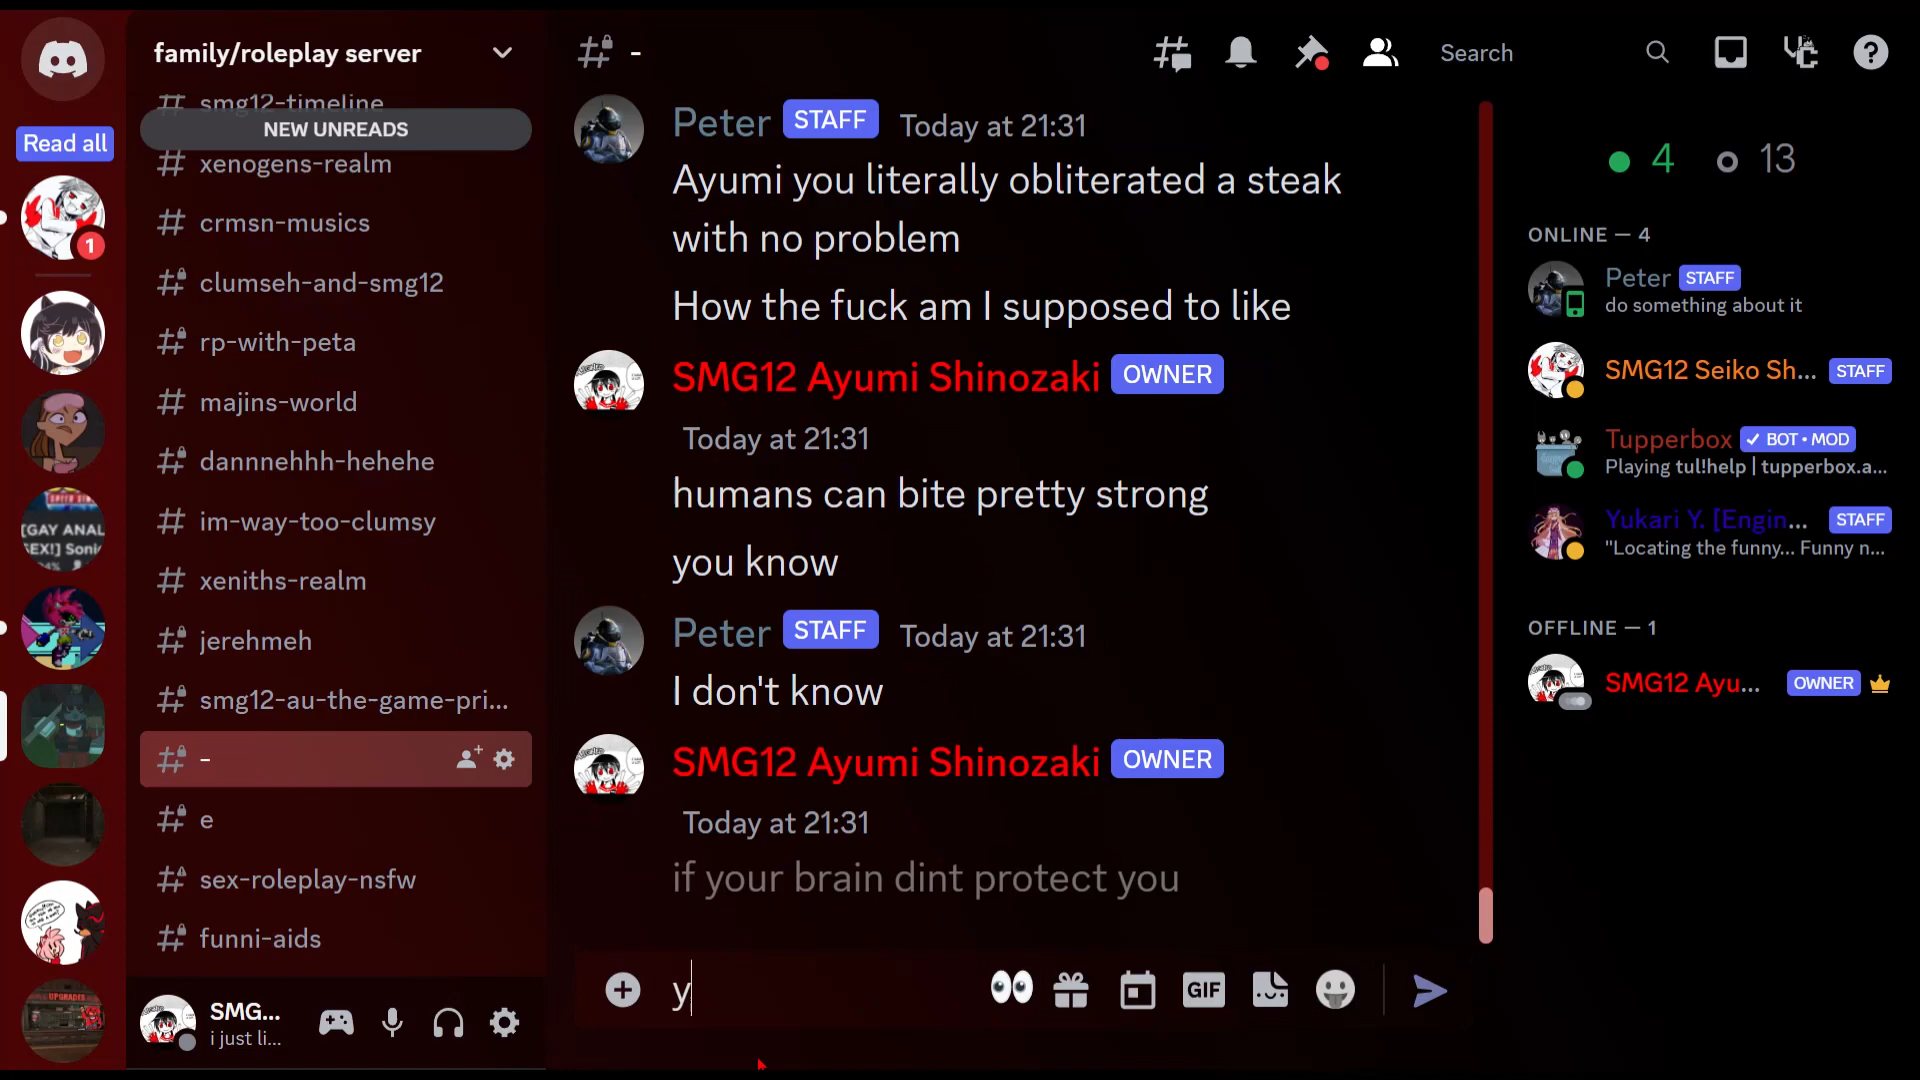 family/roleplay server
smg12-timeline
NEW UNREADS
Read all
xenogens-realm
crmsn-musics
1
clumseh-and-smg12
rp-with-peta
majins-world
dannnehhh-hehehe
im-way-too-clumsy
xeniths-realm
jerehmeh
smg12-au-the-game-pri...
-
e
sex-roleplay-nsfw
funni-aids
SMG...
i just li...
[GAY ANAL
SEX!] Soni
UPGRADES
-
Search
Peter STAFF Today at 21:31
Ayumi you literally obliterated a steak
with no problem
How the fuck am I supposed to like
SMG12 Ayumi Shinozaki OWNER
Today at 21:31
humans can bite pretty strong
you know
Peter STAFF Today at 21:31
I don't know
SMG12 Ayumi Shinozaki OWNER
Today at 21:31
if your brain dint protect you
y
GIF
4 13
ONLINE — 4
Peter STAFF
do something about it
SMG12 Seiko Sh... STAFF
Tupperbox ✓ BOT • MOD
Playing tul!help | tupperbox.a...
Yukari Y. [Engin... STAFF
"Locating the funny... Funny n...
OFFLINE — 1
SMG12 Ayu... OWNER